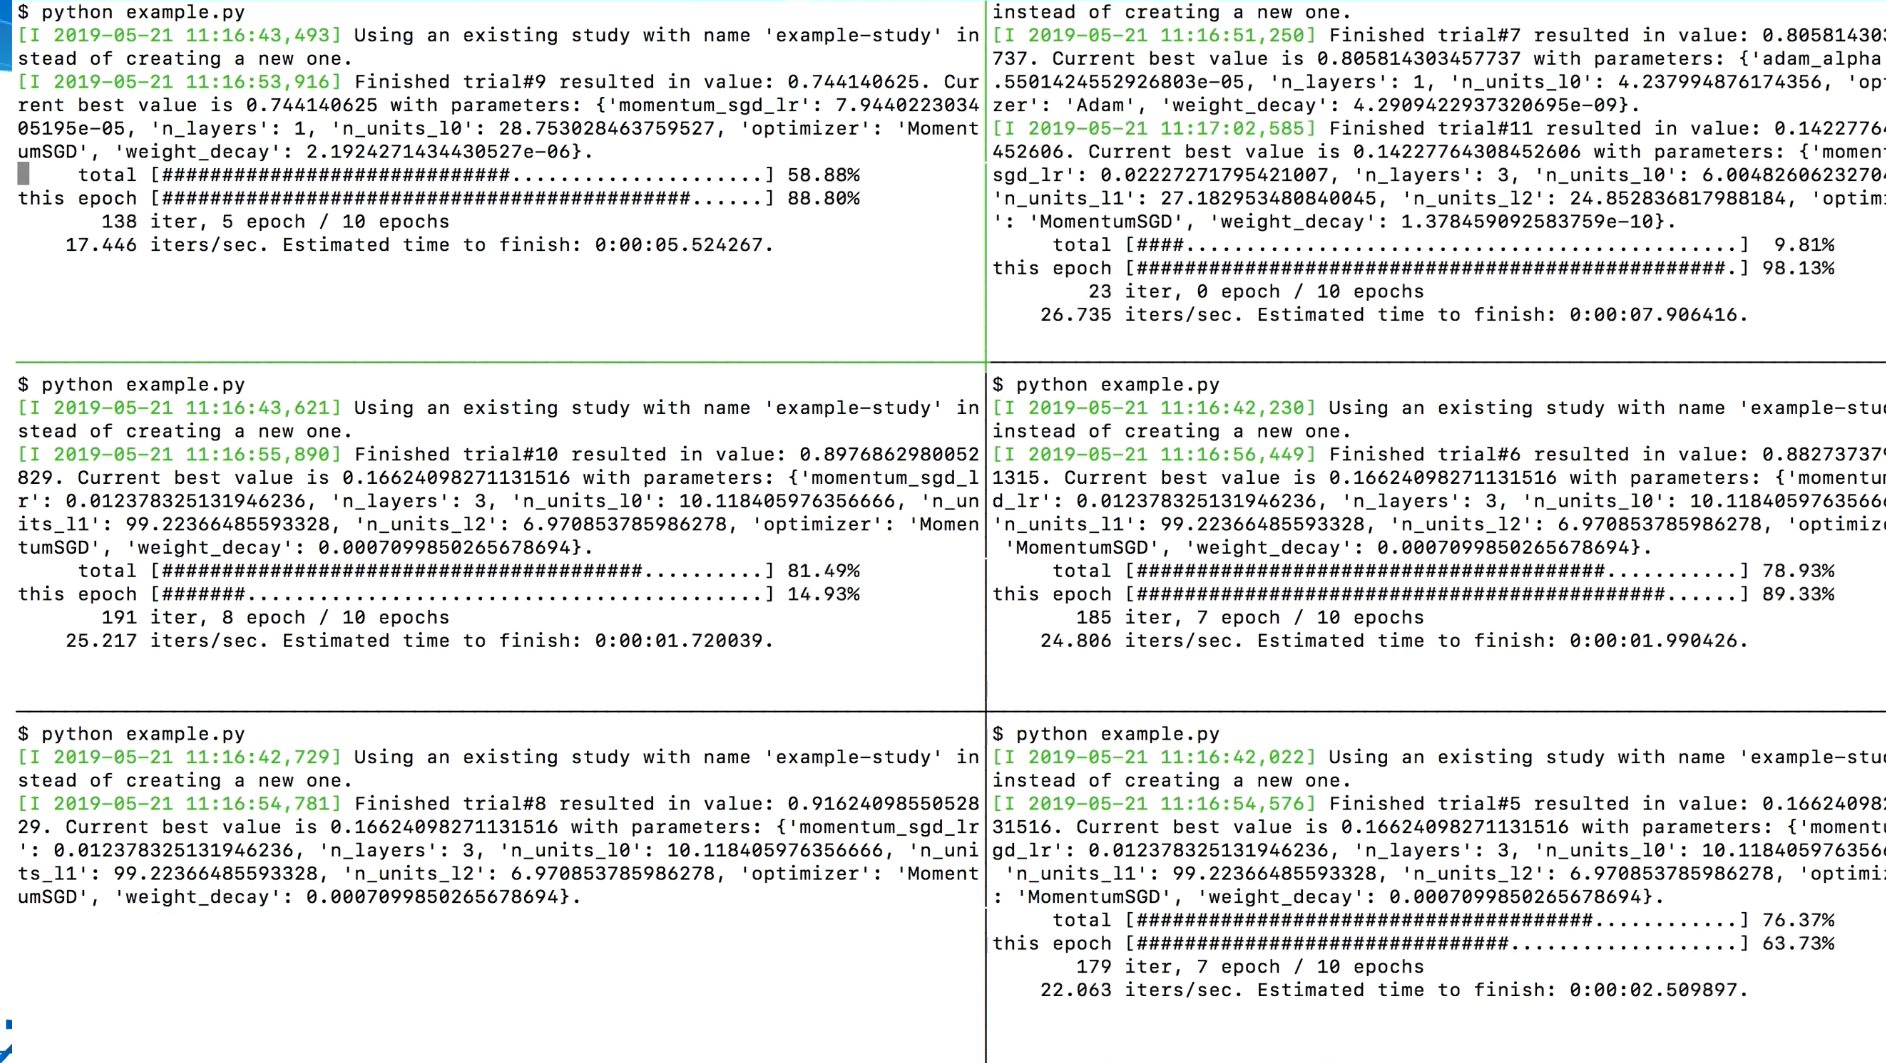 $ python example.py
[I 2019-05-21 11:16:43,493] Using an existing study with name 'example-study' in
stead of creating a new one.
[I 2019-05-21 11:16:53,916] Finished trial#9 resulted in value: 0.744140625. Cur
rent best value is 0.744140625 with parameters: {'momentum_sgd_lr': 7.9440223034
05195e-05, 'n_layers': 1, 'n_units_l0': 28.753028463759527, 'optimizer': 'Moment
umSGD', 'weight_decay': 2.1924271434430527e-06}.
total [#############################.....................] 58.88%
this epoch [############################################......] 88.80%
138 iter, 5 epoch / 10 epochs
17.446 iters/sec. Estimated time to finish: 0:00:05.524267.
instead of creating a new one.
[I 2019-05-21 11:16:51,250] Finished trial#7 resulted in value: 0.805814303
737. Current best value is 0.805814303457737 with parameters: {'adam_alpha
.5501424552926803e-05, 'n_layers': 1, 'n_units_l0': 4.237994876174356, 'op
zer': 'Adam', 'weight_decay': 4.2909422937320695e-09}.
[I 2019-05-21 11:17:02,585] Finished trial#11 resulted in value: 0.14227764
452606. Current best value is 0.14227764308452606 with parameters: {'momen
sgd_lr': 0.02227271795421007, 'n_layers': 3, 'n_units_l0': 6.0048260623270
'n_units_l1': 27.182953480840045, 'n_units_l2': 24.852836817988184, 'optim
': 'MomentumSGD', 'weight_decay': 1.378459092583759e-10}.
total [####..............................................] 9.81%
this epoch [#################################################.] 98.13%
23 iter, 0 epoch / 10 epochs
26.735 iters/sec. Estimated time to finish: 0:00:07.906416.
$ python example.py
[I 2019-05-21 11:16:43,621] Using an existing study with name 'example-study' in
stead of creating a new one.
[I 2019-05-21 11:16:55,890] Finished trial#10 resulted in value: 0.8976862980052
829. Current best value is 0.16624098271131516 with parameters: {'momentum_sgd_l
r': 0.012378325131946236, 'n_layers': 3, 'n_units_l0': 10.118405976356666, 'n_un
its_l1': 99.22366485593328, 'n_units_l2': 6.970853785986278, 'optimizer': 'Momen
tumSGD', 'weight_decay': 0.0007099850265678694}.
total [########################################..........] 81.49%
this epoch [#######...........................................] 14.93%
191 iter, 8 epoch / 10 epochs
25.217 iters/sec. Estimated time to finish: 0:00:01.720039.
$ python example.py
[I 2019-05-21 11:16:42,230] Using an existing study with name 'example-stu
instead of creating a new one.
[I 2019-05-21 11:16:56,449] Finished trial#6 resulted in value: 0.88273737
1315. Current best value is 0.16624098271131516 with parameters: {'momentu
d_lr': 0.012378325131946236, 'n_layers': 3, 'n_units_l0': 10.1184059763566
'n_units_l1': 99.22366485593328, 'n_units_l2': 6.970853785986278, 'optimiz
'MomentumSGD', 'weight_decay': 0.0007099850265678694}.
total [#######################################...........] 78.93%
this epoch [############################################......] 89.33%
185 iter, 7 epoch / 10 epochs
24.806 iters/sec. Estimated time to finish: 0:00:01.990426.
$ python example.py
[I 2019-05-21 11:16:42,729] Using an existing study with name 'example-study' in
stead of creating a new one.
[I 2019-05-21 11:16:54,781] Finished trial#8 resulted in value: 0.91624098550528
29. Current best value is 0.16624098271131516 with parameters: {'momentum_sgd_lr
': 0.012378325131946236, 'n_layers': 3, 'n_units_l0': 10.118405976356666, 'n_uni
ts_l1': 99.22366485593328, 'n_units_l2': 6.970853785986278, 'optimizer': 'Moment
umSGD', 'weight_decay': 0.0007099850265678694}.
$ python example.py
[I 2019-05-21 11:16:42,022] Using an existing study with name 'example-stu
instead of creating a new one.
[I 2019-05-21 11:16:54,576] Finished trial#5 resulted in value: 0.16624098
31516. Current best value is 0.16624098271131516 with parameters: {'moment
gd_lr': 0.012378325131946236, 'n_layers': 3, 'n_units_l0': 10.118405976356
'n_units_l1': 99.22366485593328, 'n_units_l2': 6.970853785986278, 'optimi
: 'MomentumSGD', 'weight_decay': 0.0007099850265678694}.
total [######################################............] 76.37%
this epoch [###############################...................] 63.73%
179 iter, 7 epoch / 10 epochs
22.063 iters/sec. Estimated time to finish: 0:00:02.509897.